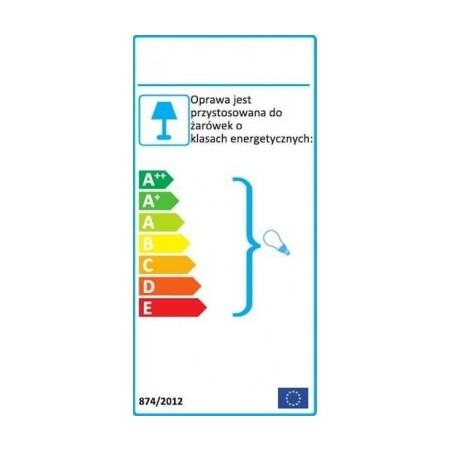 Oprawa jest
przystosowana do
żarówek o
klasach energetycznych:
A++
A+
A
B
C
D
E
874/2012